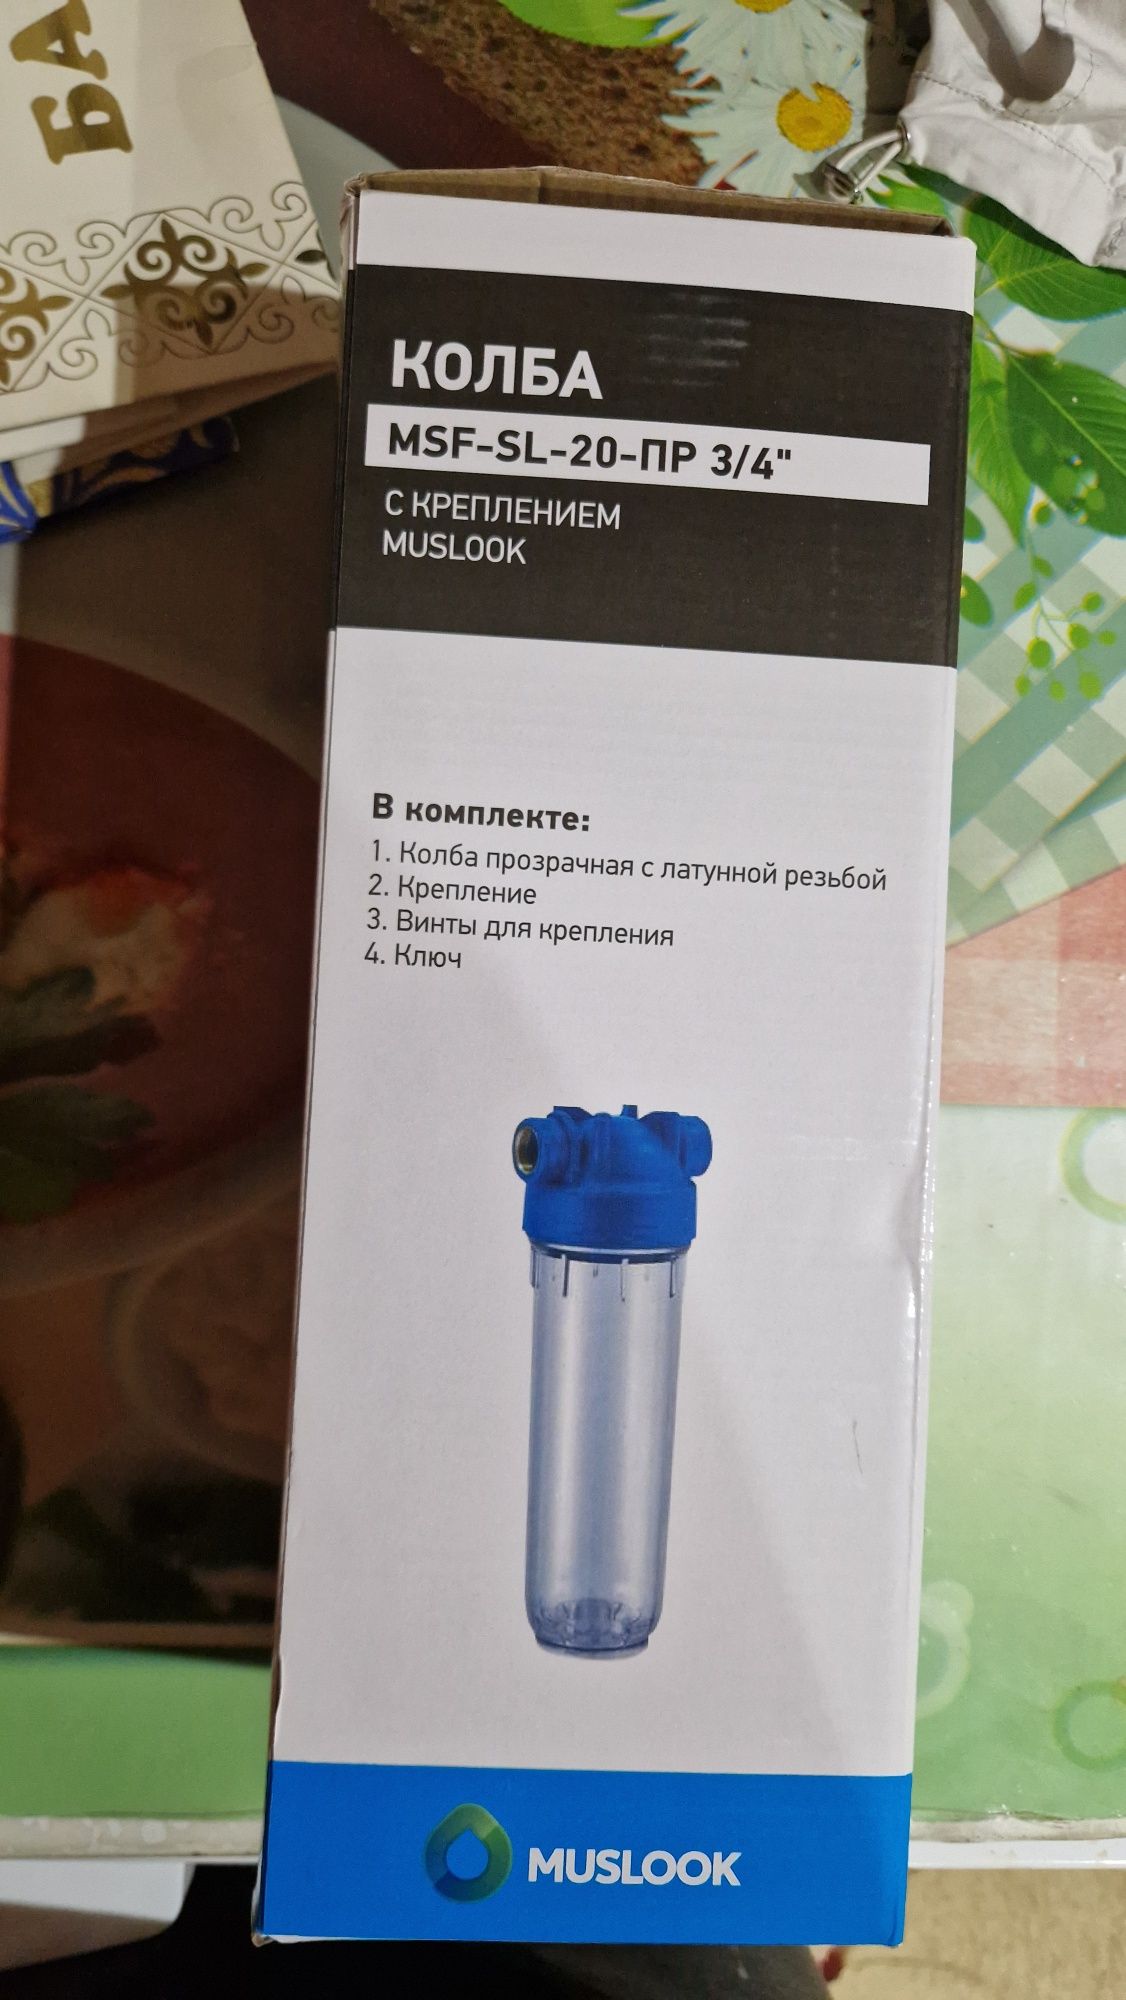 БА
КОЛБА
MSF-SL-20-ПР 3/4"
С КРЕПЛЕНИЕМ
MUSLOOK
В комплекте:
1. Колба прозрачная с латунной резьбой
2. Крепление
3. Винты для крепления
4. Ключ
MUSLOOK